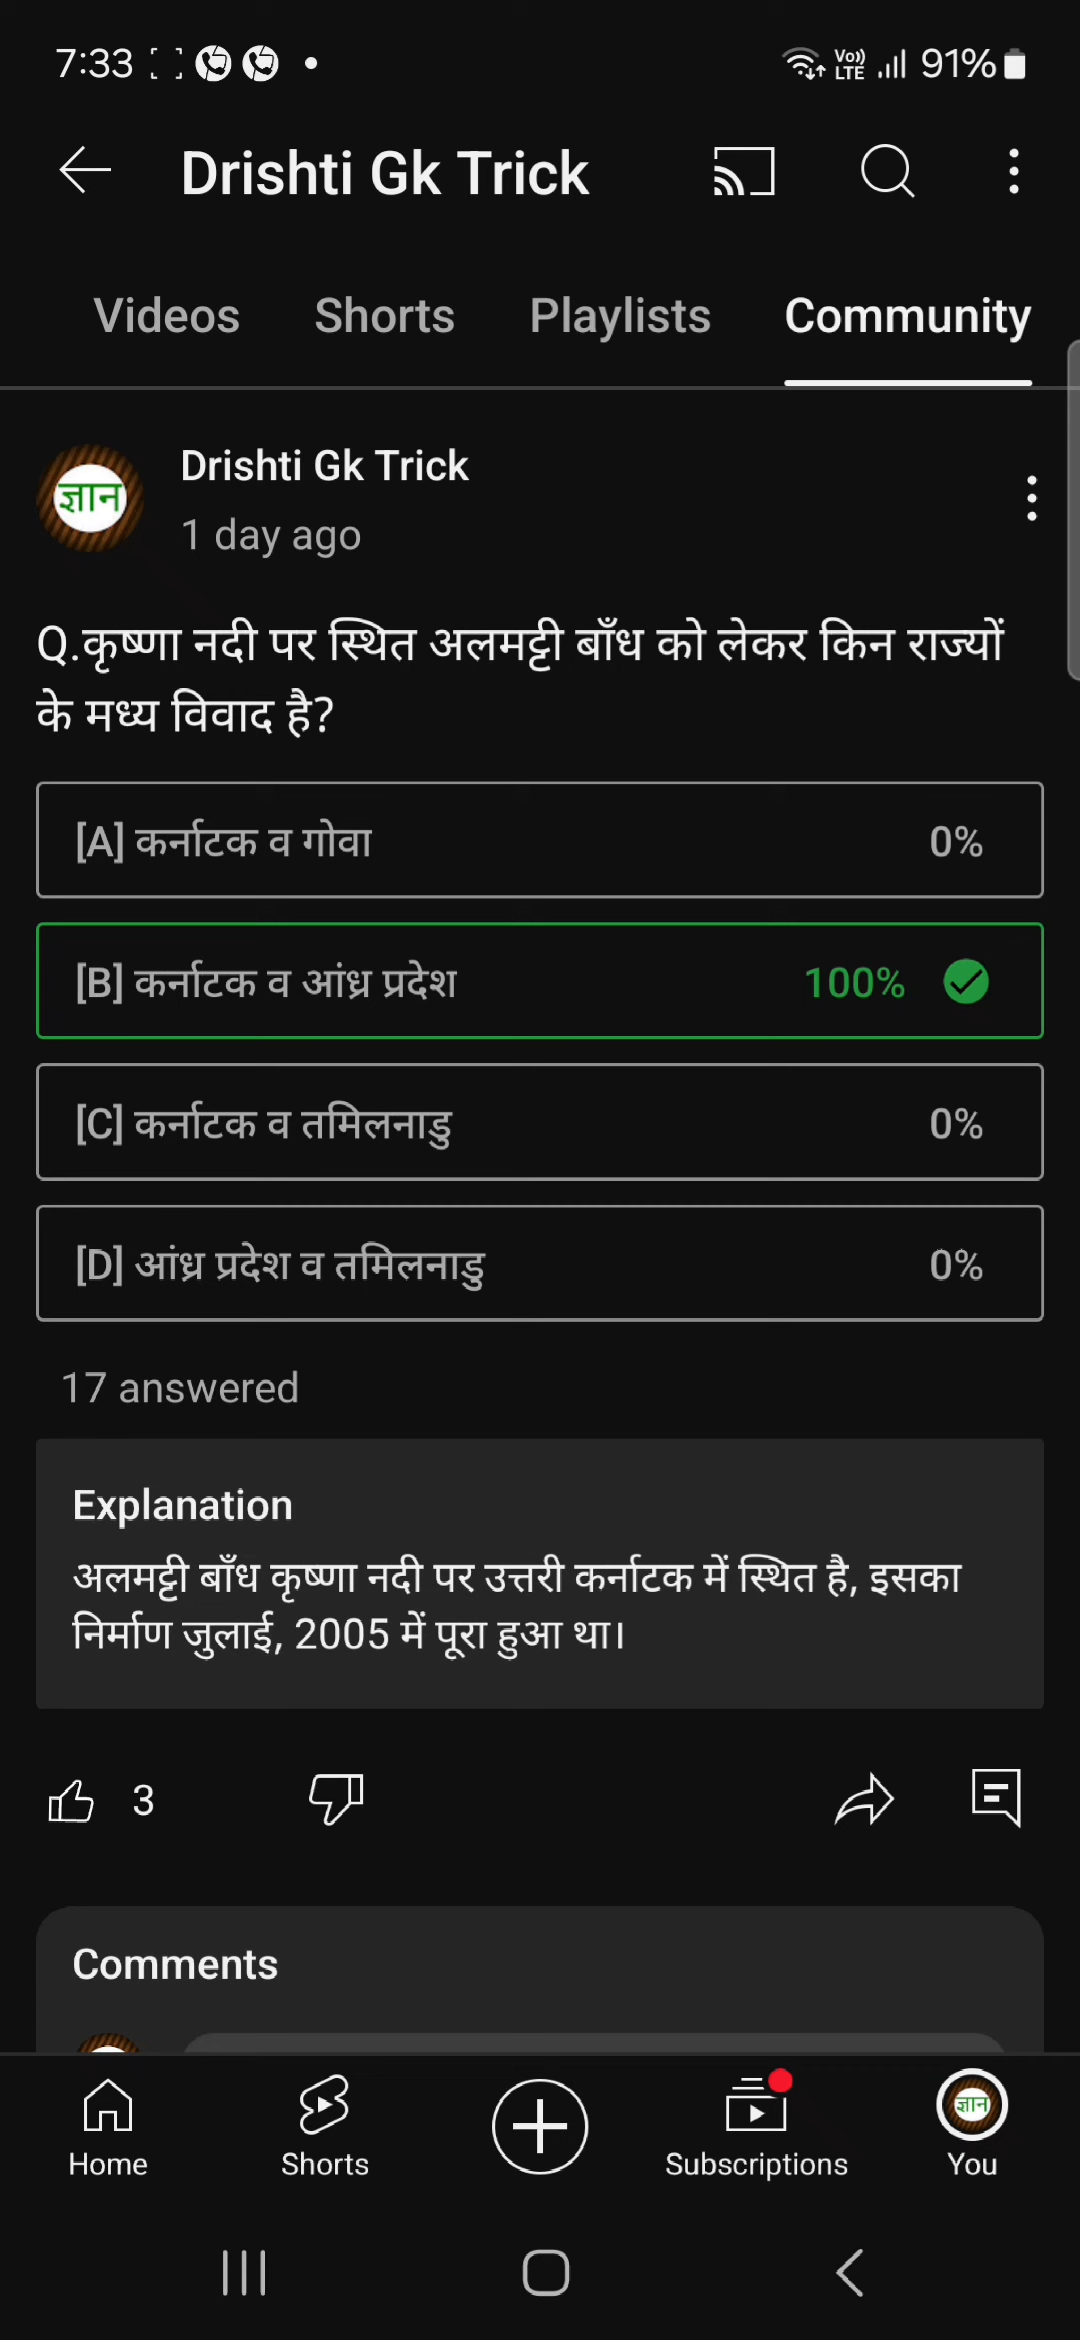 7:33 Vo)) LTE 91%
Drishti Gk Trick
Videos Shorts Playlists Community
ज्ञान
Drishti Gk Trick
1 day ago
Q.कृष्णा नदी पर स्थित अलमट्टी बाँध को लेकर किन राज्यों
के मध्य विवाद है?
[A] कर्नाटक व गोवा 0%
[B] कर्नाटक व आंध्र प्रदेश 100%
[C] कर्नाटक व तमिलनाडु 0%
[D] आंध्र प्रदेश व तमिलनाडु 0%
17 answered
Explanation
अलमट्टी बाँध कृष्णा नदी पर उत्तरी कर्नाटक में स्थित है, इसका
निर्माण जुलाई, 2005 में पूरा हुआ था।
3
Comments
ज्ञान
Home Shorts Subscriptions You